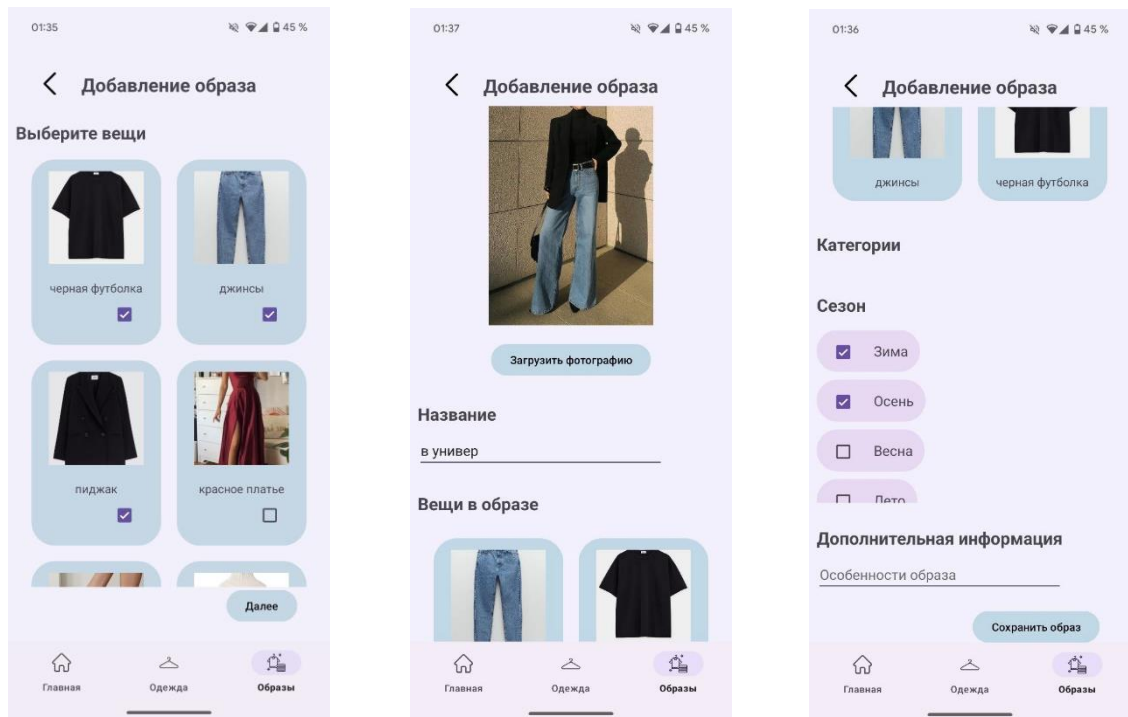 01:35
45 %
Добавление образа
Выберите вещи
черная футболка
джинсы
пиджак
красное платье
Далее
Главная
Одежда
Образы
01:37
45 %
Добавление образа
Загрузить фотографию
Название
в универ
Вещи в образе
Главная
Одежда
Образы
01:36
45 %
Добавление образа
джинсы
черная футболка
Категории
Сезон
Зима
Осень
Весна
Лето
Дополнительная информация
Особенности образа
Сохранить образ
Главная
Одежда
Образы